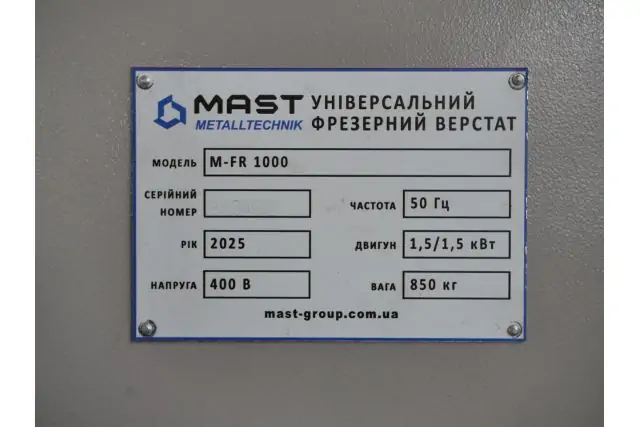 MAST
METALLTECHNIK
УНІВЕРСАЛЬНИЙ
ФРЕЗЕРНИЙ ВЕРСТАТ
МОДЕЛЬ M-FR 1000
СЕРІЙНИЙ
НОМЕР
ЧАСТОТА 50 Гц
РІК 2025
ДВИГУН 1,5/1,5 кВт
НАПРУГА 400 В
ВАГА 850 кг
mast-group.com.ua